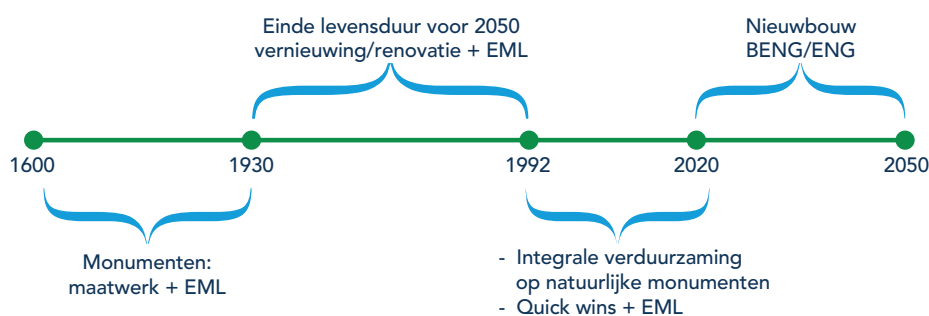 Einde levensduur voor 2050
vernieuwing/renovatie + EML
Nieuwbouw
BENG/ENG
1600
1930
1992
2020
2050
Monumenten:
maatwerk + EML
- Integrale verduurzaming
op natuurlijke monumenten
- Quick wins + EML